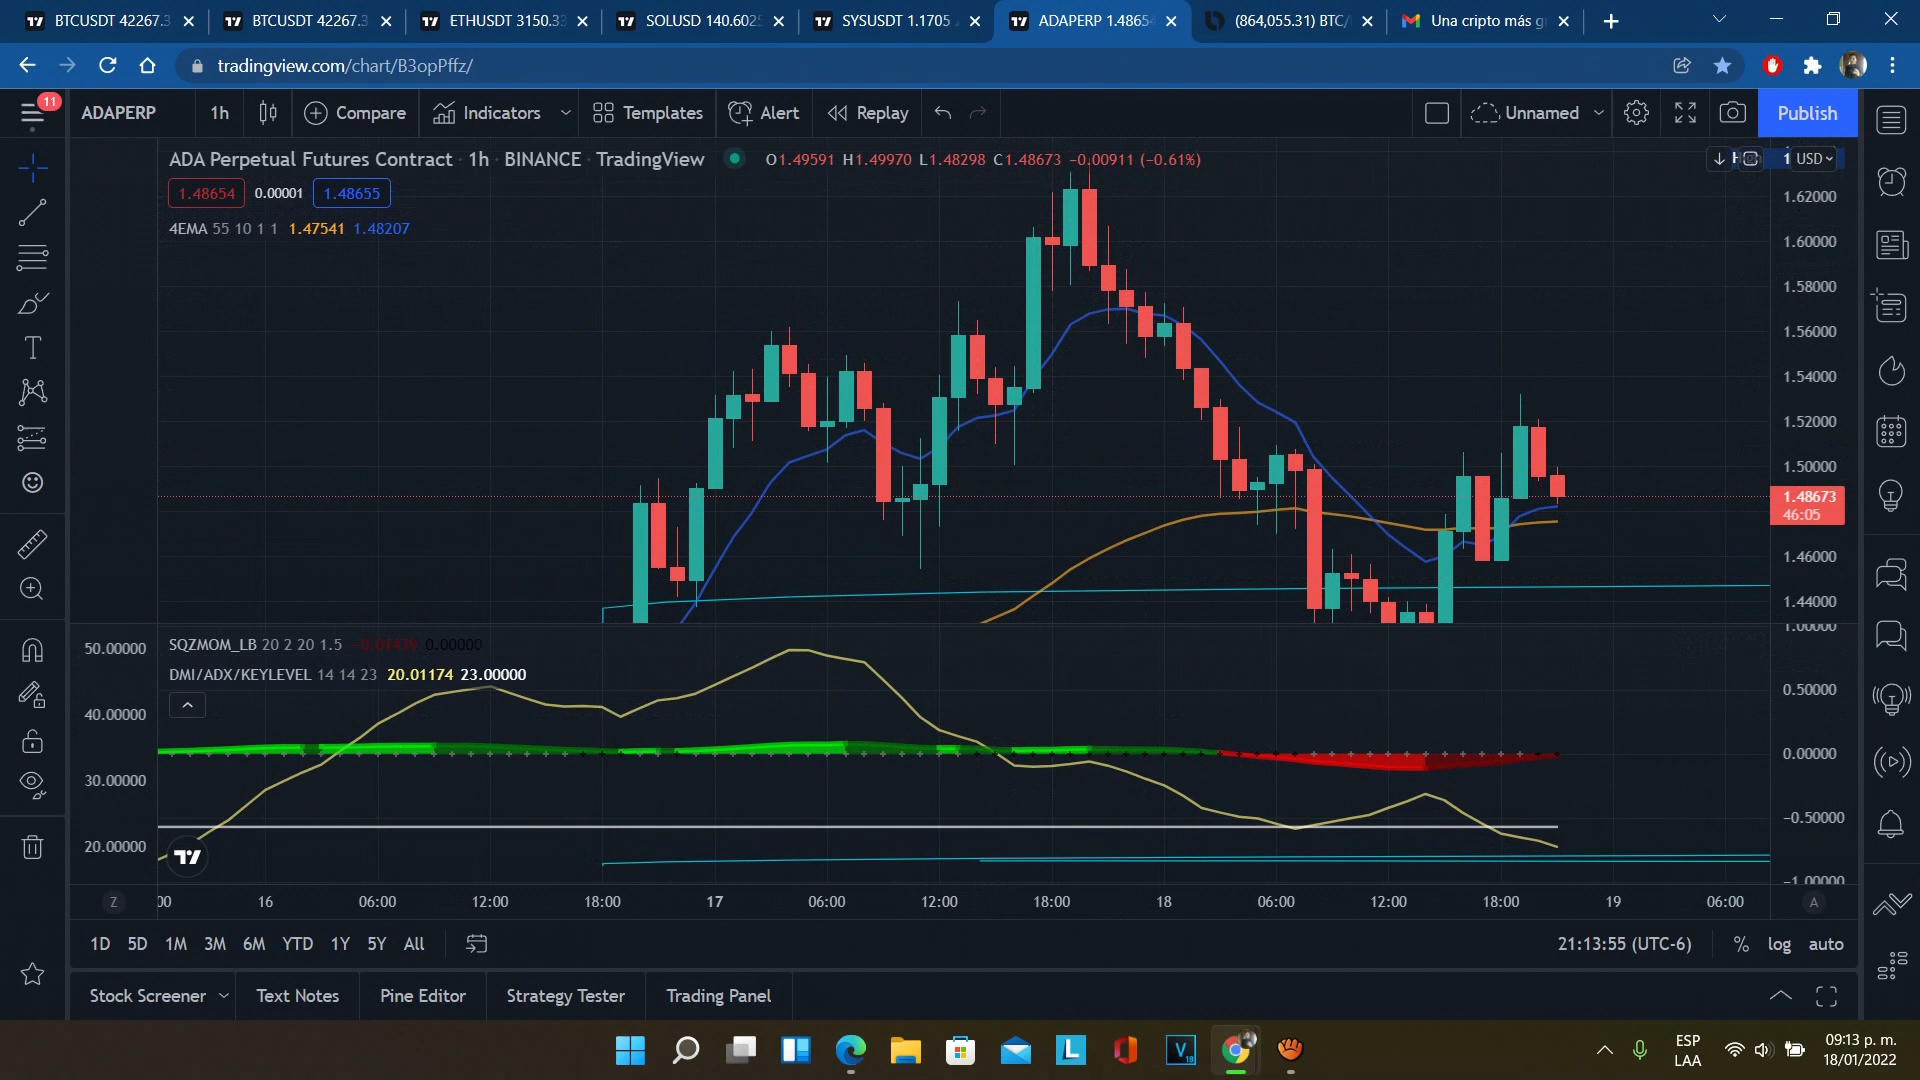 BTCUSDT 42267.3
BTCUSDT 42267.3
ETHUSDT 3150.33
SOLUSD 140.6025
SYSUSDT 1.1705
ADAPERP 1.48654
(864,055.31) BTC/
Una cripto más g
tradingview.com/chart/B3opPffz/
11
ADAPERP
1h
Compare
Indicators
Templates
Alert
Replay
Unnamed
Publish
ADA Perpetual Futures Contract · 1h · BINANCE · TradingView
O1.49591 H1.49970 L1.48298 C1.48673 −0.00911 (−0.61%)
1 USD
1.48654
0.00001
1.48655
4EMA 55 10 1 1 1.47541 1.48207
1.62000
1.60000
1.58000
1.56000
1.54000
1.52000
1.50000
1.48673
46:05
1.46000
1.44000
1.00000
SQZMOM_LB 20 2 20 1.5 -0.01439 0.00000
DMI/ADX/KEYLEVEL 14 14 23 20.01174 23.00000
50.00000
40.00000
30.00000
20.00000
0.50000
0.00000
−0.50000
−1.00000
Z
:00
16
06:00
12:00
18:00
17
06:00
12:00
18:00
18
06:00
12:00
18:00
19
06:00
A
1D 5D 1M 3M 6M YTD 1Y 5Y All
21:13:55 (UTC-6)
% log auto
Stock Screener
Text Notes
Pine Editor
Strategy Tester
Trading Panel
ESP
LAA
09:13 p. m.
18/01/2022